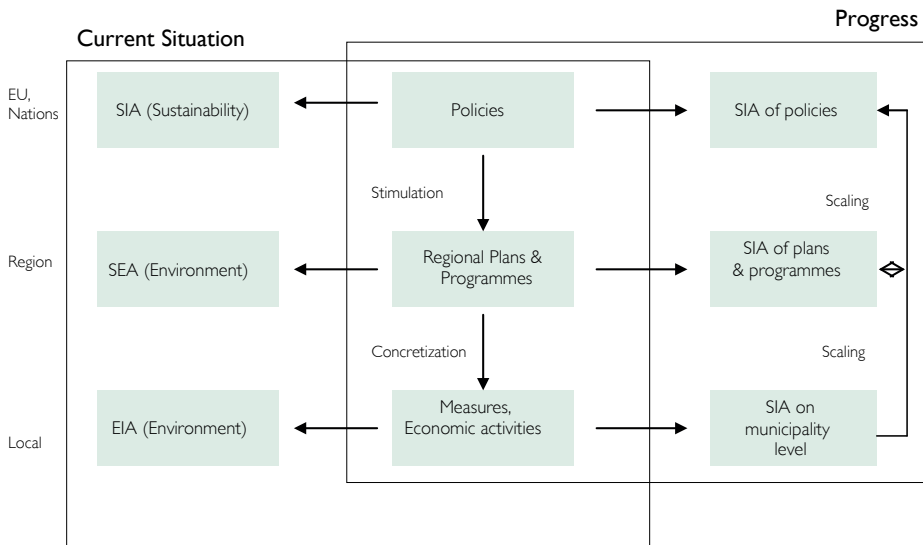 Progress
Current Situation
EU,
Nations
SIA (Sustainability)
Policies
SIA of policies
Stimulation
Scaling
Region
SEA (Environment)
Regional Plans &
Programmes
SIA of plans
& programmes
Concretization
Scaling
Local
EIA (Environment)
Measures,
Economic activities
SIA on
municipality
level